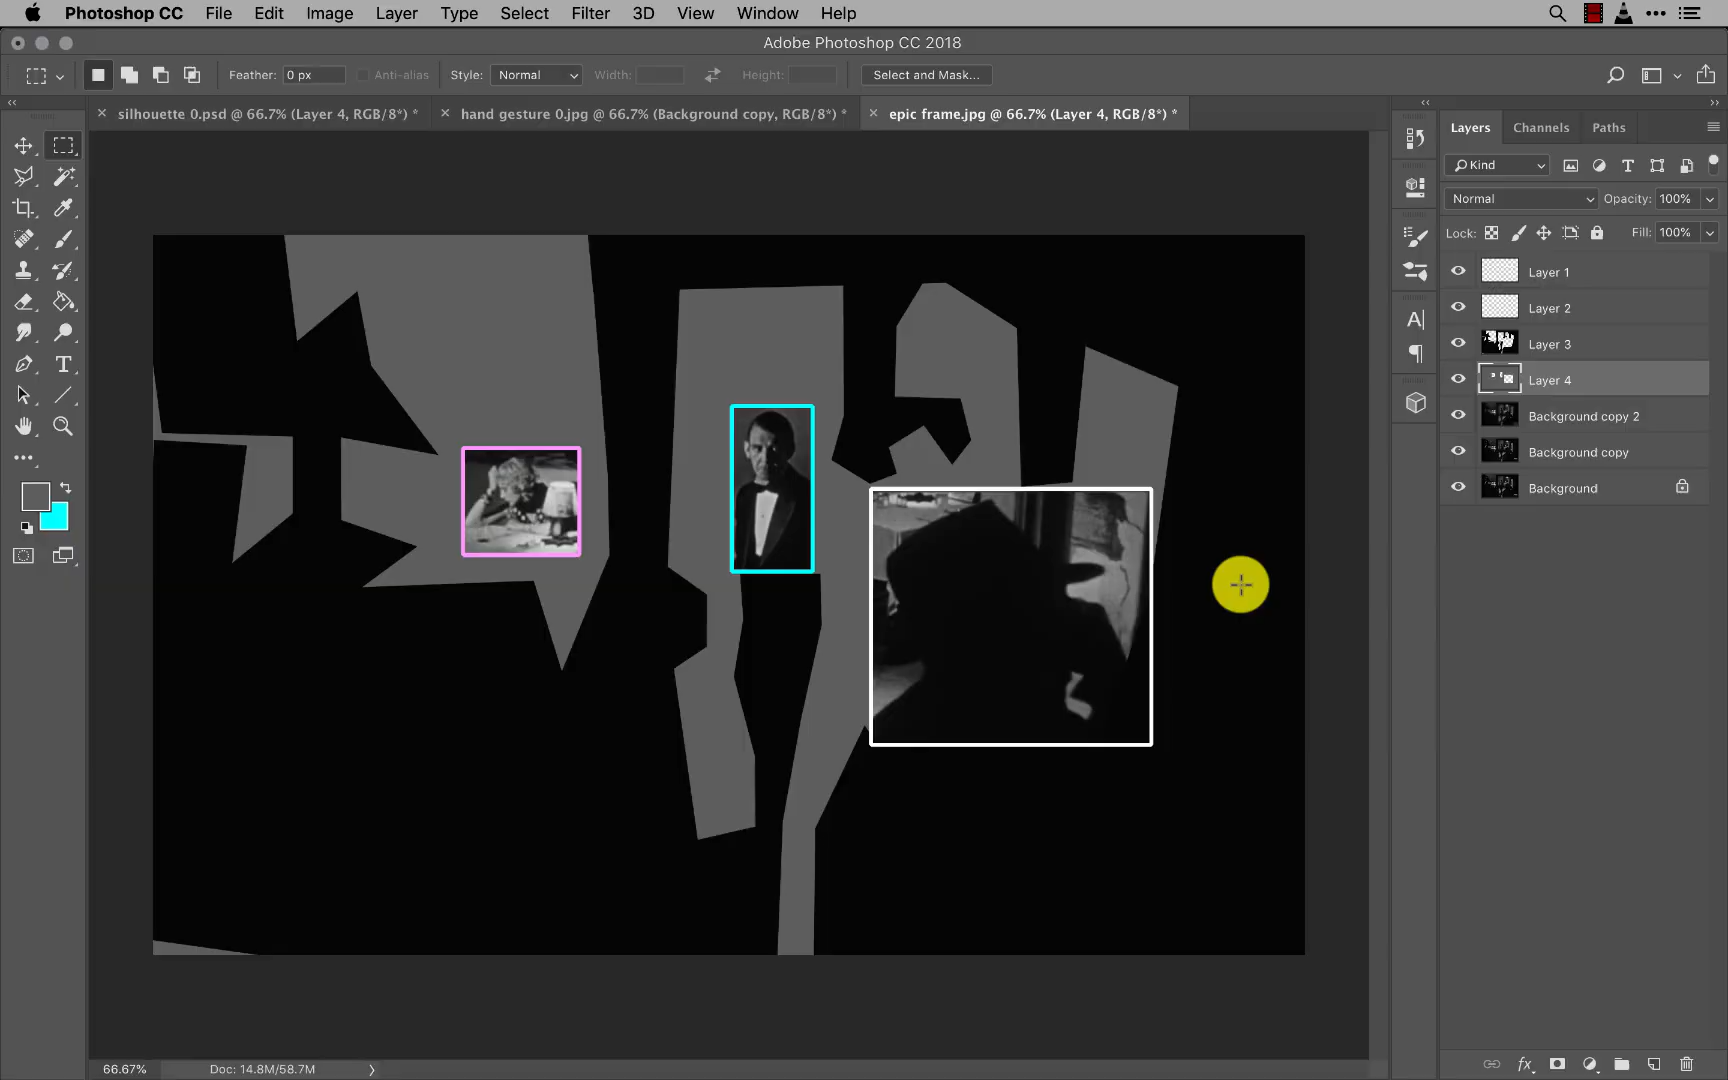 Photoshop CC File Edit Image Layer Type Select Filter 3D View Window Help
Adobe Photoshop CC 2018
Feather: 0 px Anti-alias Style: Normal Width: Height: Select and Mask...
silhouette 0.psd @ 66.7% (Layer 4, RGB/8*) * hand gesture 0.jpg @ 66.7% (Background copy, RGB/8*) * epic frame.jpg @ 66.7% (Layer 4, RGB/8*) *
Layers Channels Paths
Kind
Normal Opacity: 100%
Lock: Fill: 100%
Layer 1
Layer 2
Layer 3
Layer 4
Background copy 2
Background copy
Background
66.67% Doc: 14.8M/58.7M